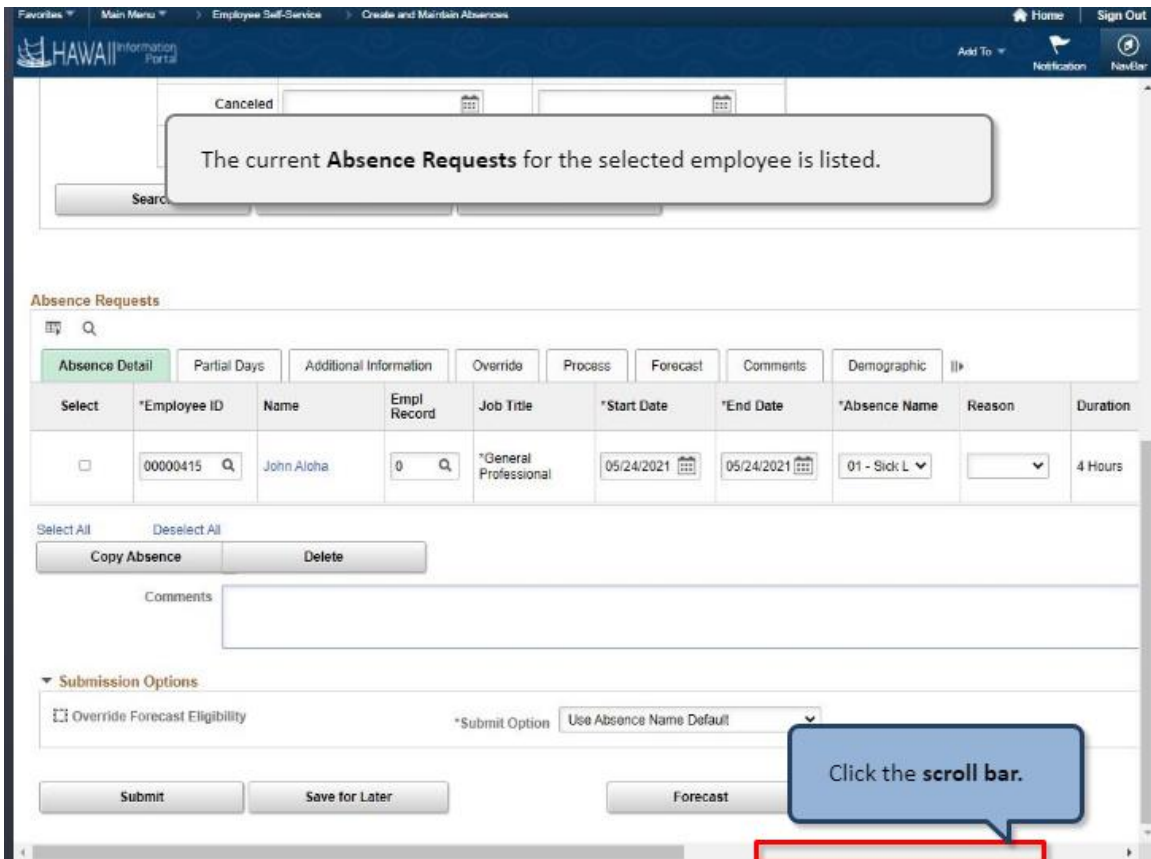 Favorites Main Menu > Employee Self-Service > Create and Maintain Absences Home Sign Out
HAWAII Information Portal Add To Notification NavBar
Canceled
The current Absence Requests for the selected employee is listed.
Searc
Absence Requests
Absence Detail Partial Days Additional Information Override Process Forecast Comments Demographic
Select *Employee ID Name Empl Record Job Title *Start Date *End Date *Absence Name Reason Duration
00000415 John Aloha 0 *General Professional 05/24/2021 05/24/2021 01 - Sick L 4 Hours
Select All Deselect All
Copy Absence Delete
Comments
Submission Options
Override Forecast Eligibility *Submit Option Use Absence Name Default
Click the scroll bar.
Submit Save for Later Forecast